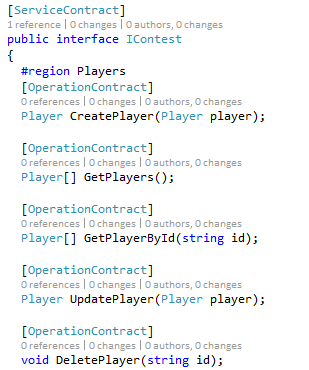 [ServiceContract]
1 reference | 0 changes | 0 authors, 0 changes
public interface IContest
{
#region Players
[OperationContract]
0 references | 0 changes | 0 authors, 0 changes
Player CreatePlayer(Player player);
[OperationContract]
0 references | 0 changes | 0 authors, 0 changes
Player[] GetPlayers();
[OperationContract]
0 references | 0 changes | 0 authors, 0 changes
Player[] GetPlayerById(string id);
[OperationContract]
0 references | 0 changes | 0 authors, 0 changes
Player UpdatePlayer(Player player);
[OperationContract]
0 references | 0 changes | 0 authors, 0 changes
void DeletePlayer(string id);